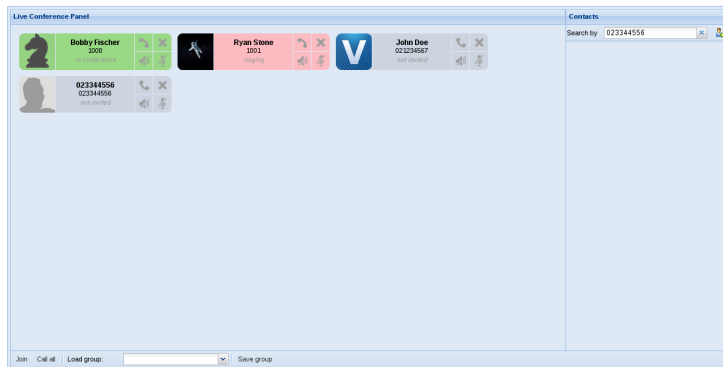 Live Conference Panel
Contacts
Bobby Fischer
1000
in conference
Ryan Stone
1001
ringing
V
John Doe
021234567
not invited
Search by 023344556
023344556
023344556
not invited
Join Call all Load group: Save group